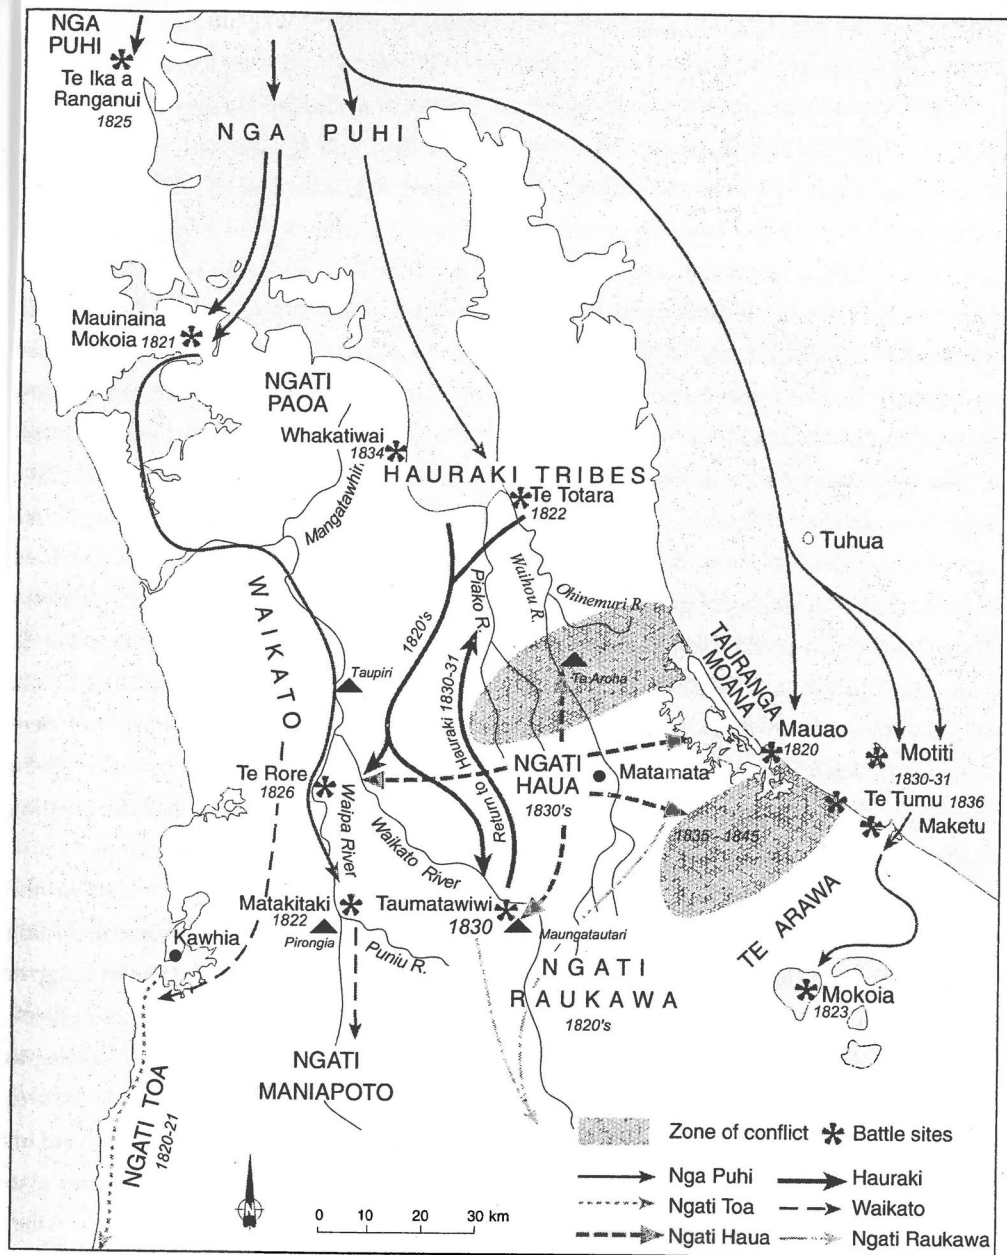 NGA
PUHI
Te Ika a
Ranganui
1825
NGA PUHI
Mauinaina
Mokoia 1821
NGATI
PAOA
Whakatiwai
1834
HAURAKI TRIBES
Mangatawhir.
Te Totara
1822
Tuhua
Piako R.
Waihou R.
Ohinemuri R.
WAIKATO
1820's
Taupiri
Return to Hauraki 1830-31
Te Aroha
TAURANGA
MOANA
Mauao
1820
Motiti
1830-31
NGATI
HAUA
1830's
Matamata
Te Rore
1826
Waipa River
Waikato River
1835 - 1845
Te Tumu 1836
Maketu
Matakitaki
1822
Pirongia
Puniu R.
Taumatawiwi
1830
Maungatautari
TE ARAWA
Kawhia
NGATI
RAUKAWA
1820's
Mokoia
1823
NGATI
MANIAPOTO
NGATI TOA
1820-21
Zone of conflict
Battle sites
Nga Puhi
Hauraki
Ngati Toa
Waikato
Ngati Haua
Ngati Raukawa
N
0 10 20 30 km